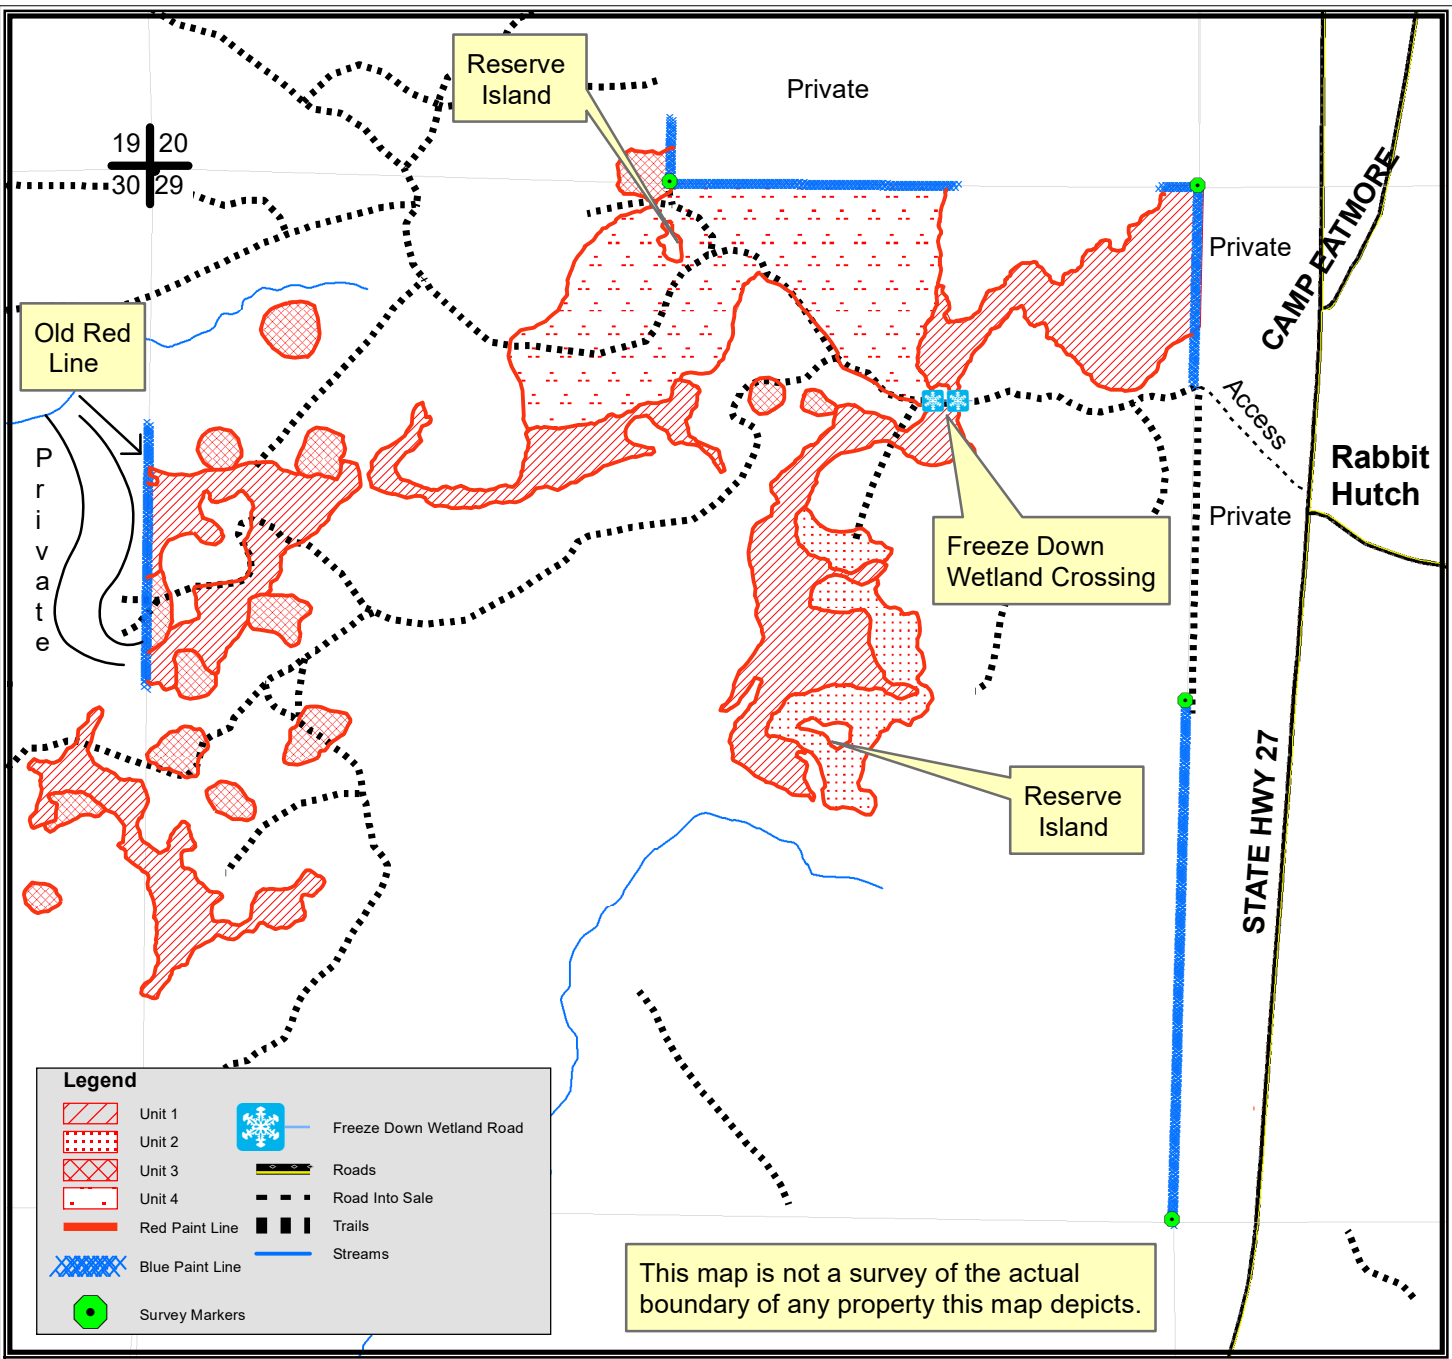 Reserve
Island
Private
19 20
30 29
CAMP EATMORE
Private
Old Red
Line
Access
Rabbit
Hutch
Private
Private
Freeze Down
Wetland Crossing
STATE HWY 27
Reserve
Island
Legend
Unit 1
Unit 2
Unit 3
Unit 4
Red Paint Line
Blue Paint Line
Survey Markers
Freeze Down Wetland Road
Roads
Road Into Sale
Trails
Streams
This map is not a survey of the actual
boundary of any property this map depicts.